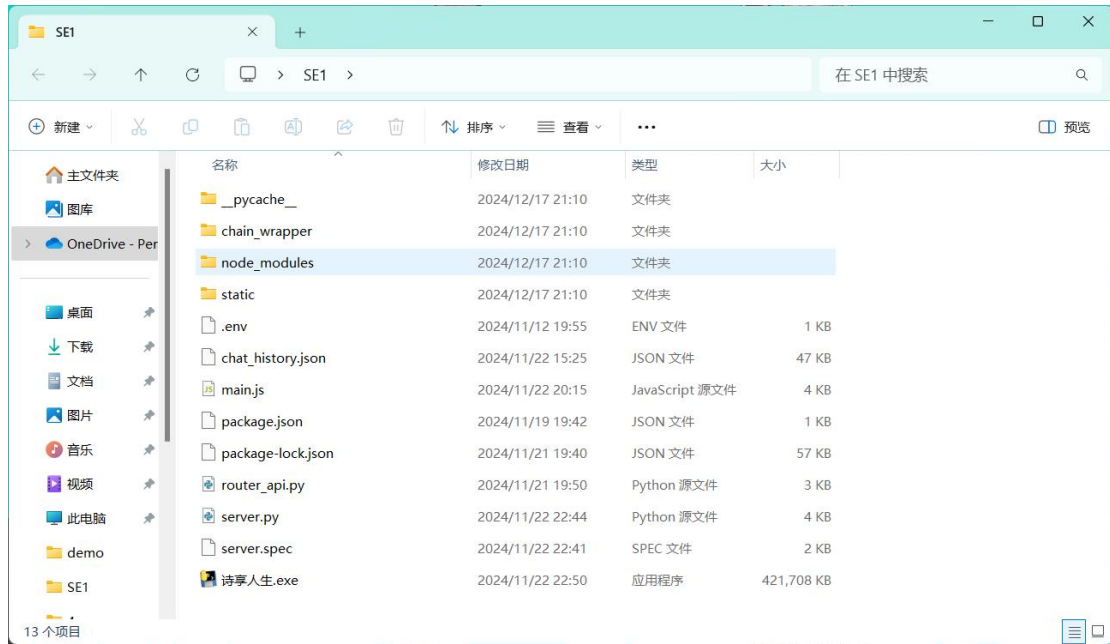 SE1
SE1
在 SE1 中搜索
新建
排序
查看
预览
名称 修改日期 类型 大小
主文件夹
图库
OneDrive - Per
桌面
下载
文档
图片
音乐
视频
此电脑
demo
SE1
__pycache__ 2024/12/17 21:10 文件夹
chain_wrapper 2024/12/17 21:10 文件夹
node_modules 2024/12/17 21:10 文件夹
static 2024/12/17 21:10 文件夹
.env 2024/11/12 19:55 ENV 文件 1 KB
chat_history.json 2024/11/22 15:25 JSON 文件 47 KB
main.js 2024/11/22 20:15 JavaScript 源文件 4 KB
package.json 2024/11/19 19:42 JSON 文件 1 KB
package-lock.json 2024/11/21 19:40 JSON 文件 57 KB
router_api.py 2024/11/21 19:50 Python 源文件 3 KB
server.py 2024/11/22 22:44 Python 源文件 4 KB
server.spec 2024/11/22 22:41 SPEC 文件 2 KB
诗享人生.exe 2024/11/22 22:50 应用程序 421,708 KB
13 个项目